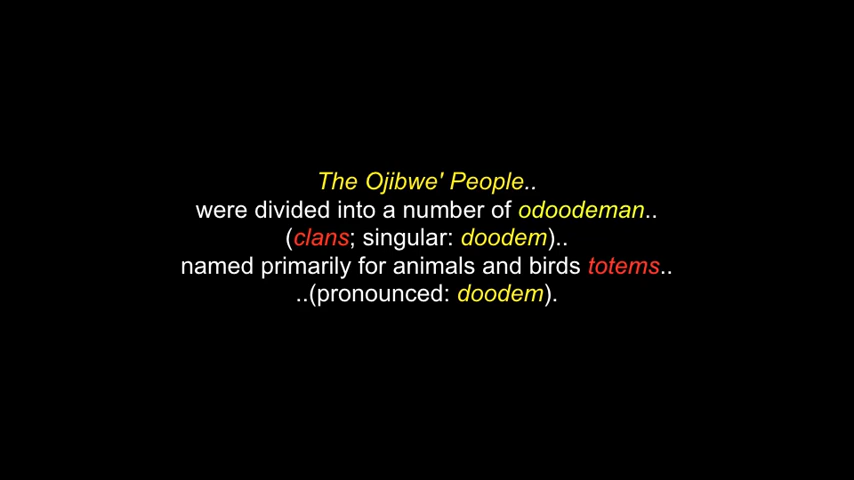 The Ojibwe' People..
were divided into a number of odoodeman..
(clans; singular: doodem)..
named primarily for animals and birds totems..
..(pronounced: doodem).